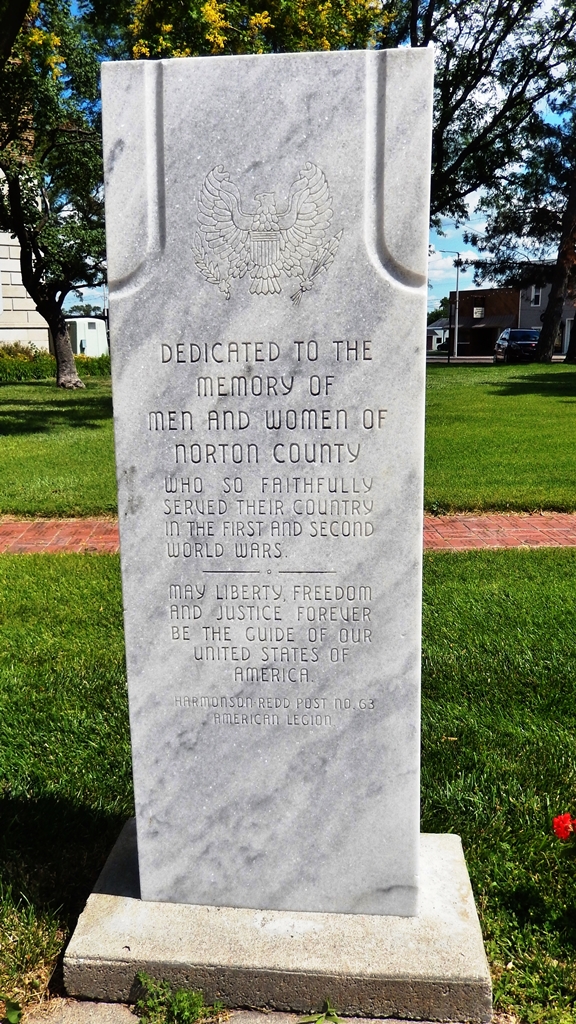 DEDICATED TO THE
MEMORY OF
MEN AND WOMEN OF
NORTON COUNTY
WHO SO FAITHFULLY
SERVED THEIR COUNTRY
IN THE FIRST AND SECOND
WORLD WARS.
MAY LIBERTY, FREEDOM
AND JUSTICE FOREVER
BE THE GUIDE OF OUR
UNITED STATES OF
AMERICA.
HARMONSON-REDD POST NO. 63
AMERICAN LEGION